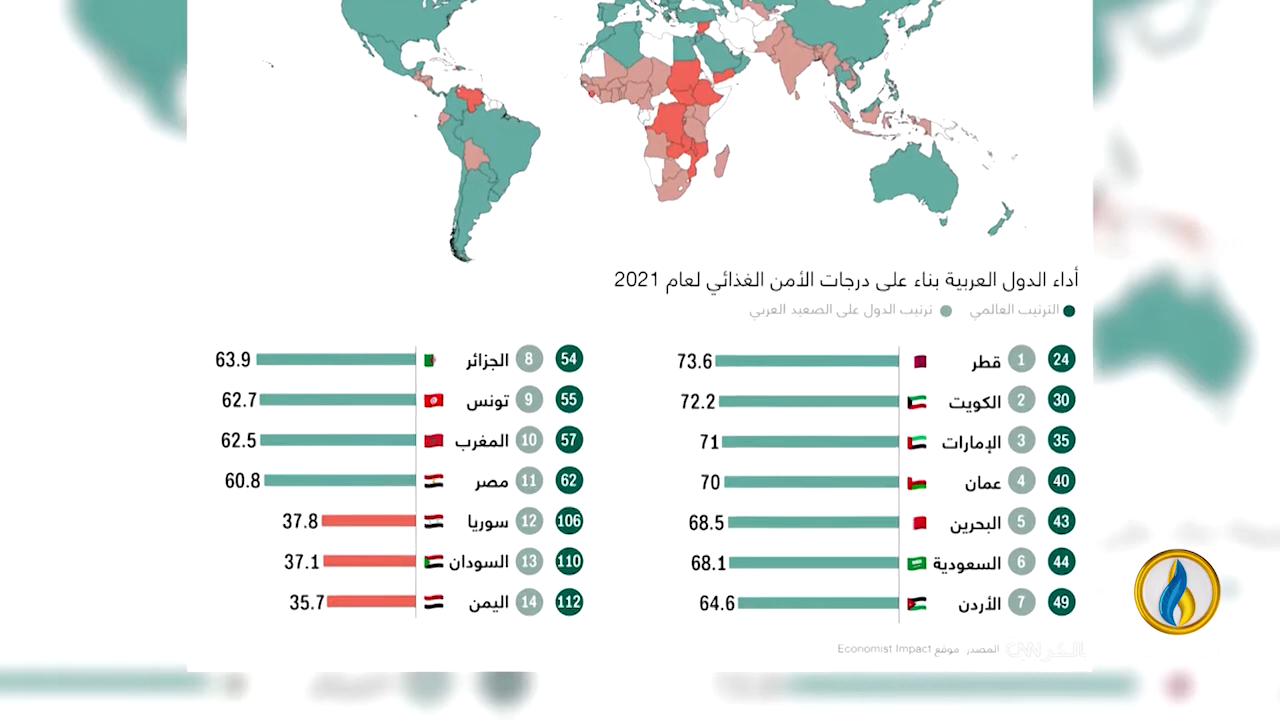 أداء الدول العربية بناء على درجات الأمن الغذائي لعام 2021
الترتيب العالمي ترتيب الدول على الصعيد العربي
24 1 قطر 73.6
30 2 الكويت 72.2
35 3 الإمارات 71
40 4 عمان 70
43 5 البحرين 68.5
44 6 السعودية 68.1
49 7 الأردن 64.6
54 8 الجزائر 63.9
55 9 تونس 62.7
57 10 المغرب 62.5
62 11 مصر 60.8
106 12 سوريا 37.8
110 13 السودان 37.1
112 14 اليمن 35.7
CNN بالعربية المصدر: موقع Economist Impact